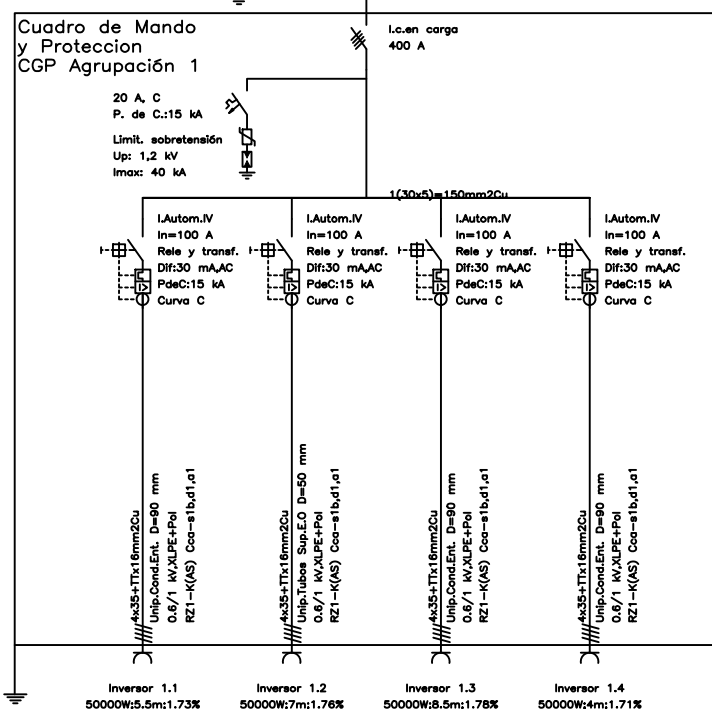 Cuadro de Mando
y Proteccion
CGP Agrupación 1
I.c.en carga
400 A
20 A, C
P. de C.:15 kA
Limit. sobretensión
Up: 1,2 kV
Imax: 40 kA
1(30x5)=150mm2Cu
I.Autom.IV
In=100 A
Rele y transf.
Dif:30 mA,AC
PdeC:15 kA
Curva C
I.Autom.IV
In=100 A
Rele y transf.
Dif:30 mA,AC
PdeC:15 kA
Curva C
I.Autom.IV
In=100 A
Rele y transf.
Dif:30 mA,AC
PdeC:15 kA
Curva C
I.Autom.IV
In=100 A
Rele y transf.
Dif:30 mA,AC
PdeC:15 kA
Curva C
4x35+TTx16mm2Cu
Unip.Cond.Ent. D=90 mm
0.6/1 kV,XLPE+Pol
RZ1-K(AS) Cca-s1b,d1,a1
4x35+TTx16mm2Cu
Unip.Tubos Sup.E.O D=50 mm
0.6/1 kV,XLPE+Pol
RZ1-K(AS) Cca-s1b,d1,a1
4x35+TTx16mm2Cu
Unip.Cond.Ent. D=90 mm
0.6/1 kV,XLPE+Pol
RZ1-K(AS) Cca-s1b,d1,a1
4x35+TTx16mm2Cu
Unip.Cond.Ent. D=90 mm
0.6/1 kV,XLPE+Pol
RZ1-K(AS) Cca-s1b,d1,a1
Inversor 1.1
50000W;5.5m;1.73%
Inversor 1.2
50000W;7m;1.76%
Inversor 1.3
50000W;8.5m;1.78%
Inversor 1.4
50000W;4m;1.71%